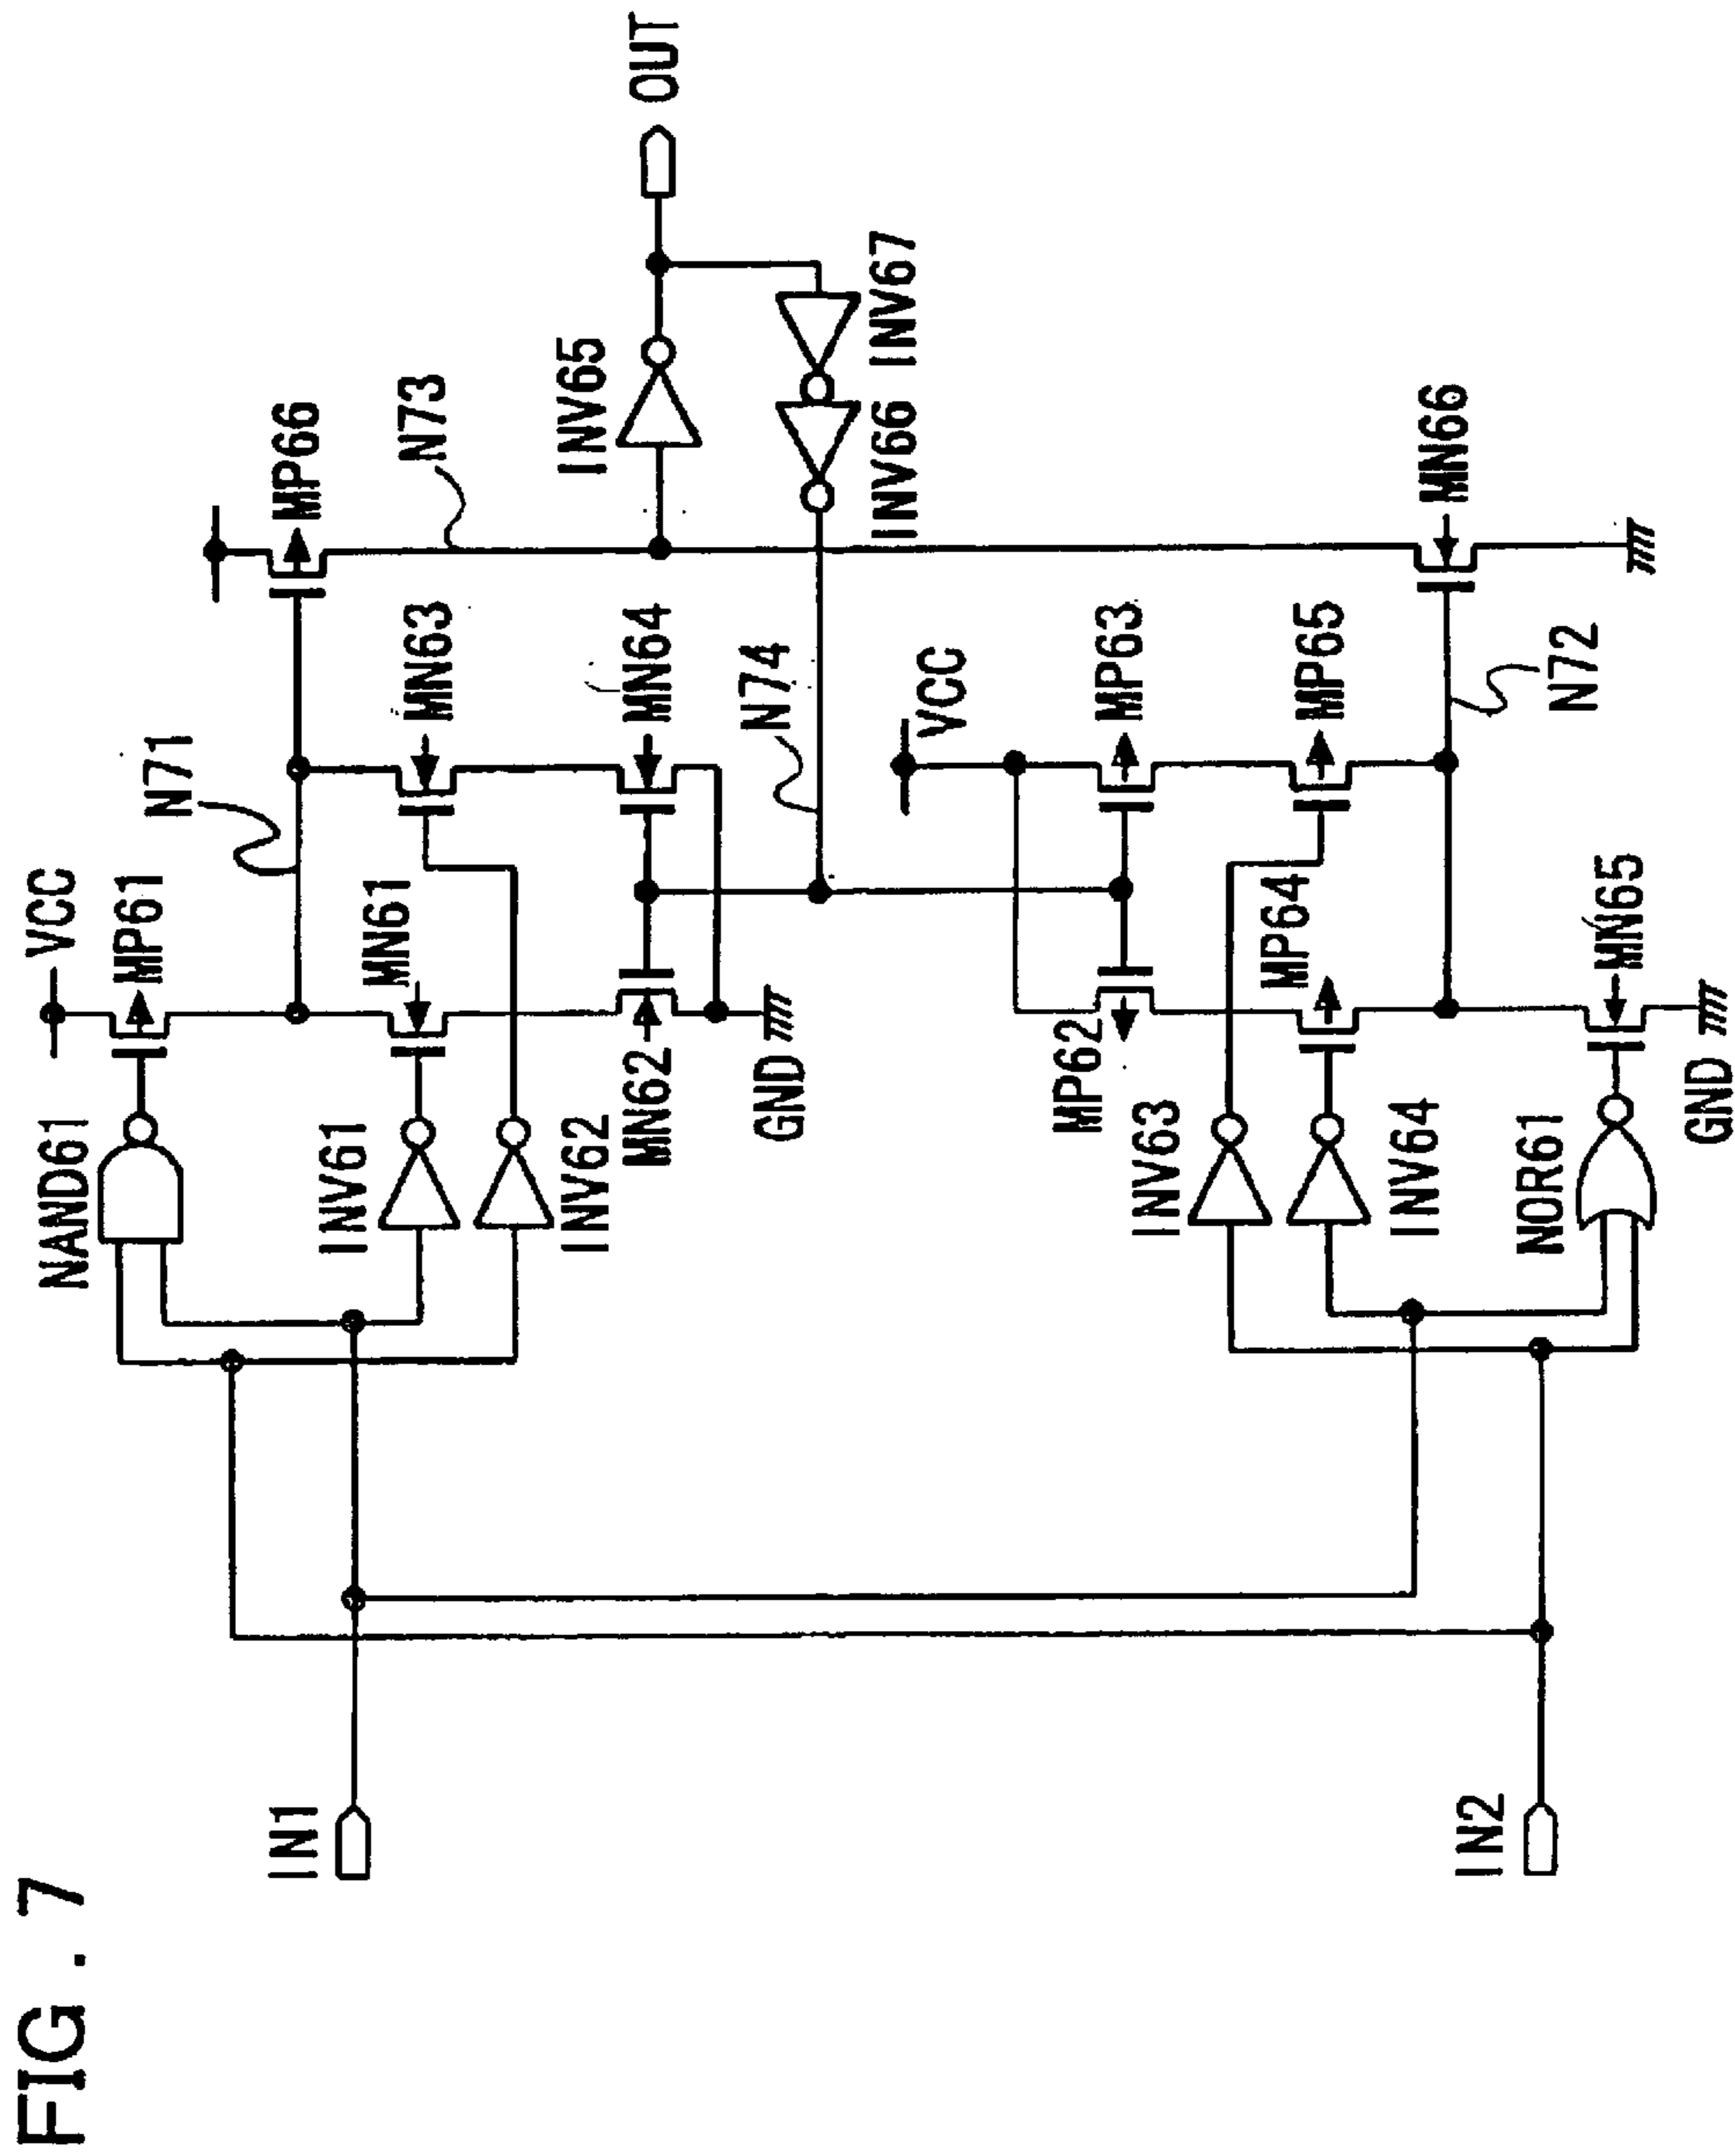 FIG. 7
VCC
MP61
NAND61
N71
MP66
N73
IN1
INV61
MN61
MN63
INV62
MN62
MN64
INV65
OUT
N74
GND
INV66
INV67
VCC
MP62
MP63
INV63
MP64
MP65
INV64
IN2
NOR61
MN65
N72
MN66
GND